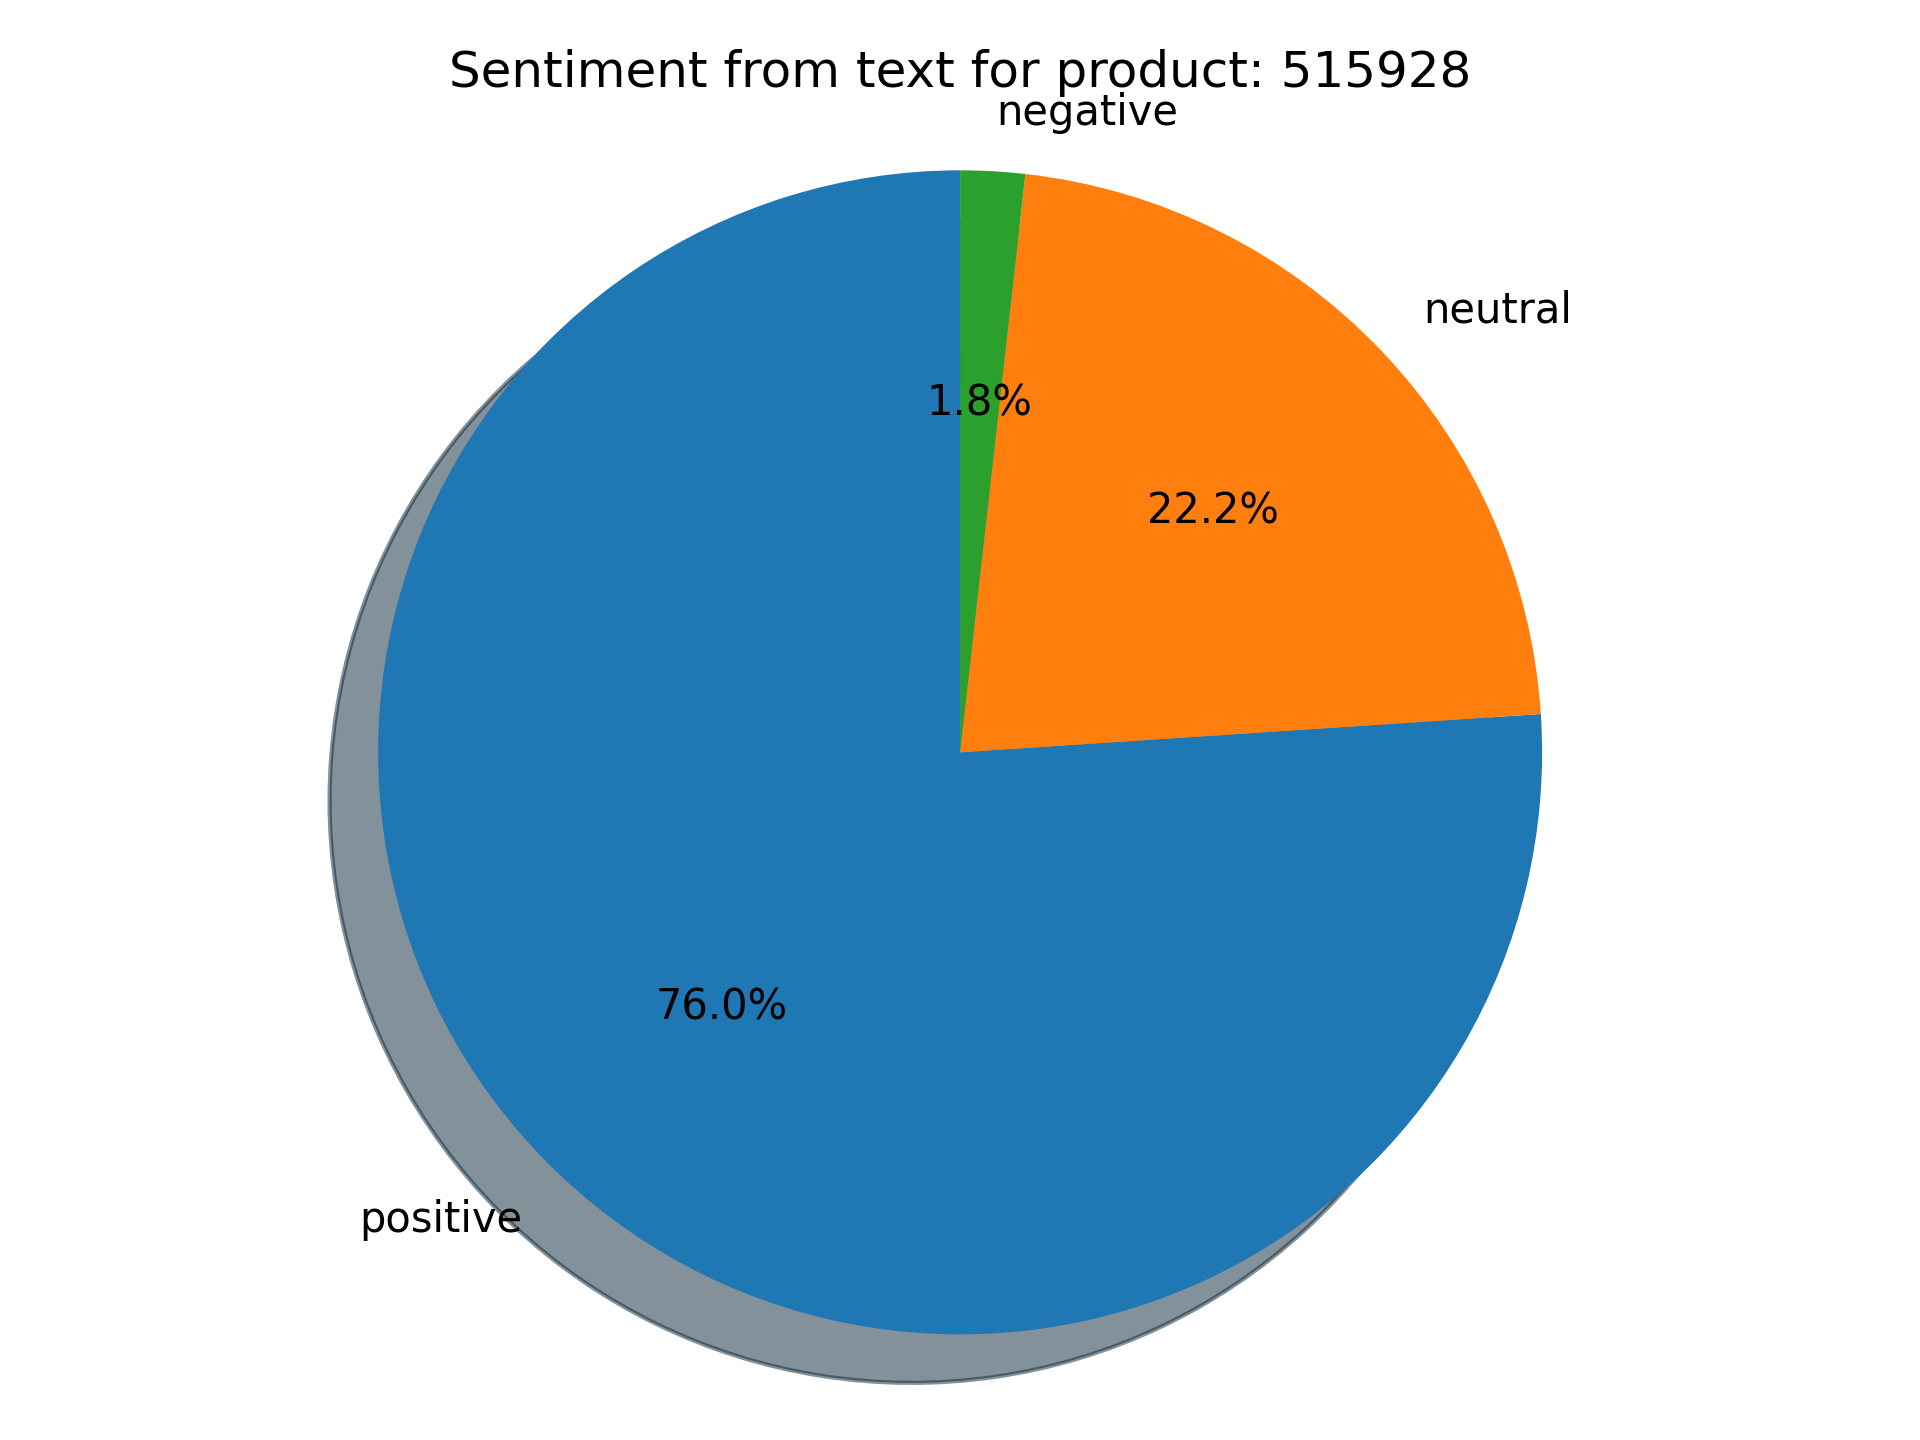 Sentiment from text for product: 515928
negative
neutral
1.8%
22.2%
76.0%
positive